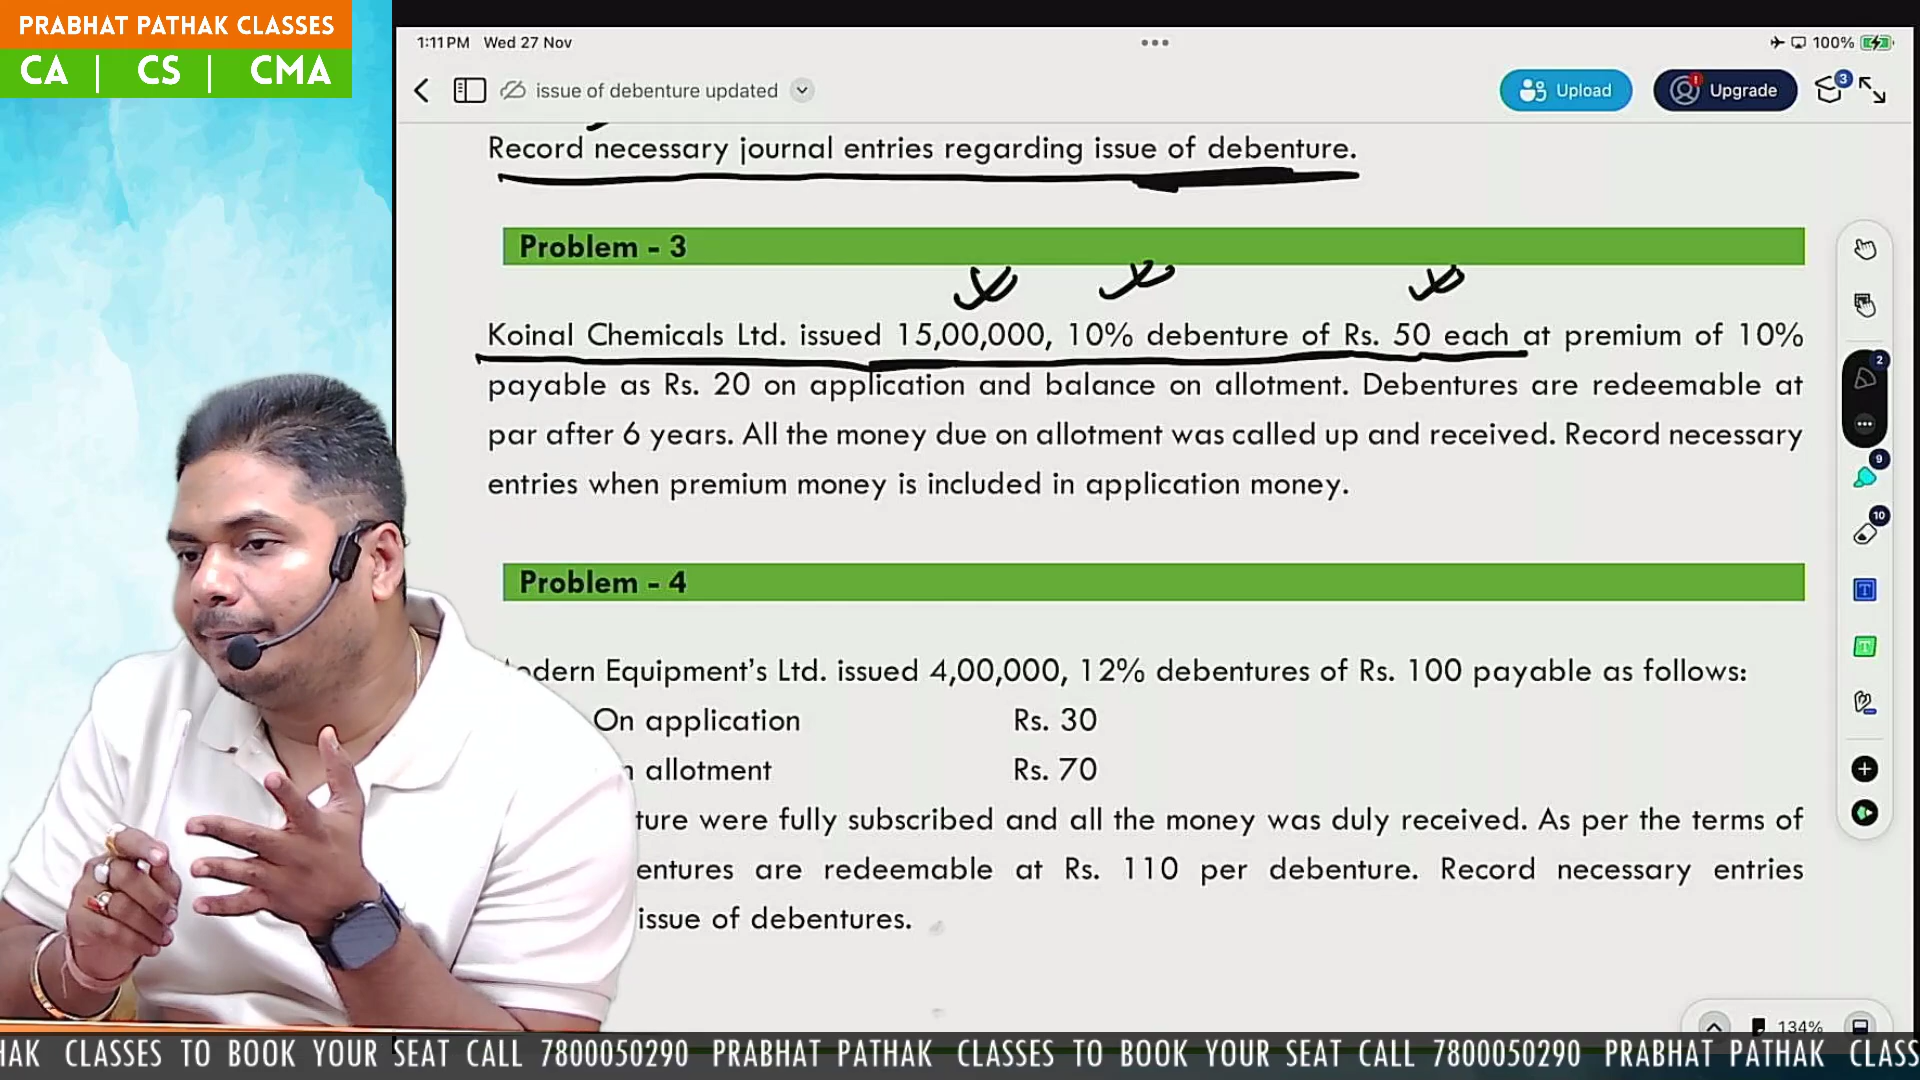 PRABHAT PATHAK CLASSES
CA | CS | CMA
1:11 PM Wed 27 Nov
100%
issue of debenture updated
Upload
Upgrade
3
Record necessary journal entries regarding issue of debenture.
Problem - 3
Koinal Chemicals Ltd. issued 15,00,000, 10% debenture of Rs. 50 each at premium of 10%
payable as Rs. 20 on application and balance on allotment. Debentures are redeemable at
par after 6 years. All the money due on allotment was called up and received. Record necessary
entries when premium money is included in application money.
2
9
10
Problem - 4
Equipment’s Ltd. issued 4,00,000, 12% debentures of Rs. 100 payable as follows:
On application Rs. 30
allotment Rs. 70
were fully subscribed and all the money was duly received. As per the terms of
are redeemable at Rs. 110 per debenture. Record necessary entries
issue of debentures.
134%
CLASSES TO BOOK YOUR SEAT CALL 7800050290 PRABHAT PATHAK CLASSES TO BOOK YOUR SEAT CALL 7800050290 PRABHAT PATHAK